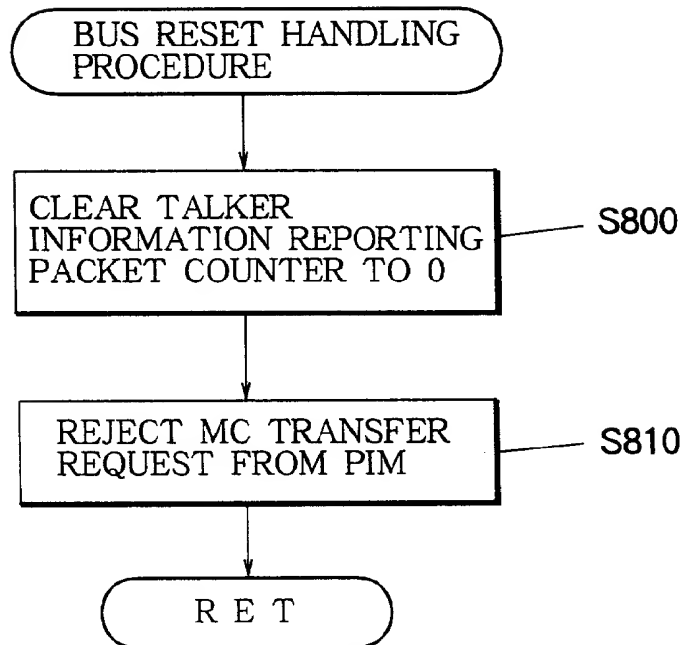 BUS RESET HANDLING
PROCEDURE
CLEAR TALKER
INFORMATION REPORTING
PACKET COUNTER TO 0
S800
REJECT MC TRANSFER
REQUEST FROM PIM
S810
RET